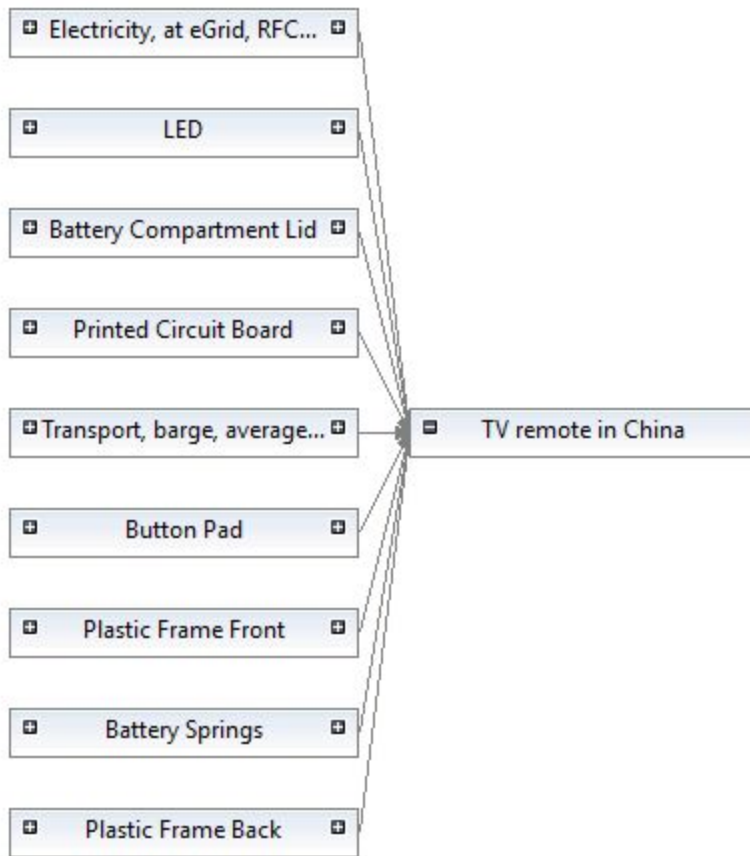 Electricity, at eGrid, RFC...
LED
Battery Compartment Lid
Printed Circuit Board
Transport, barge, average...
TV remote in China
Button Pad
Plastic Frame Front
Battery Springs
Plastic Frame Back